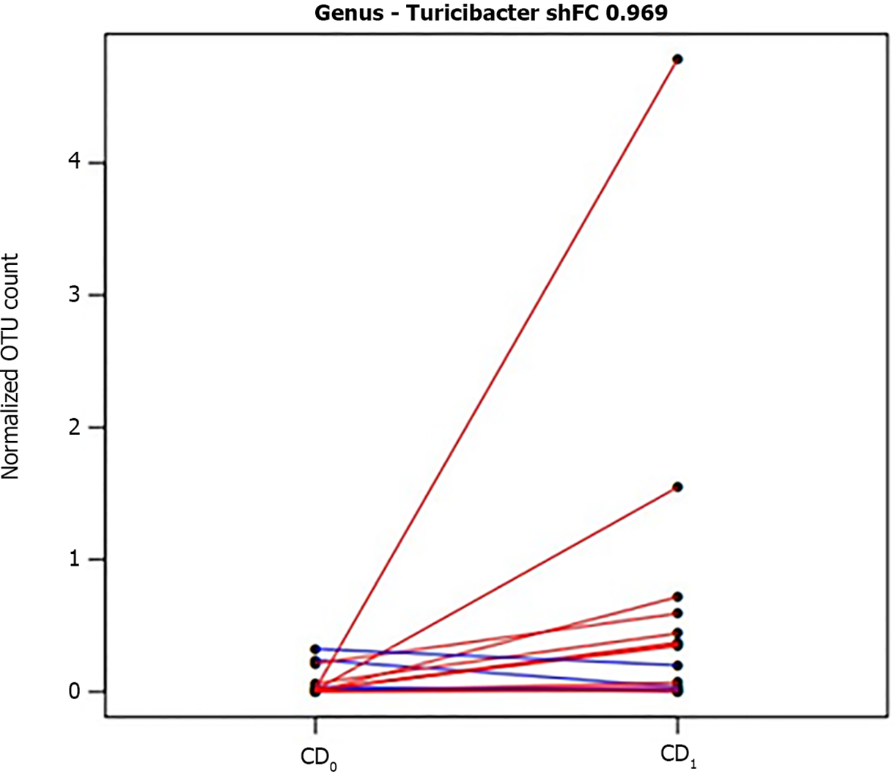 Genus - Turicibacter shFC 0.969
Normalized OTU count
4
3
2
1
0
CD₀
CD₁